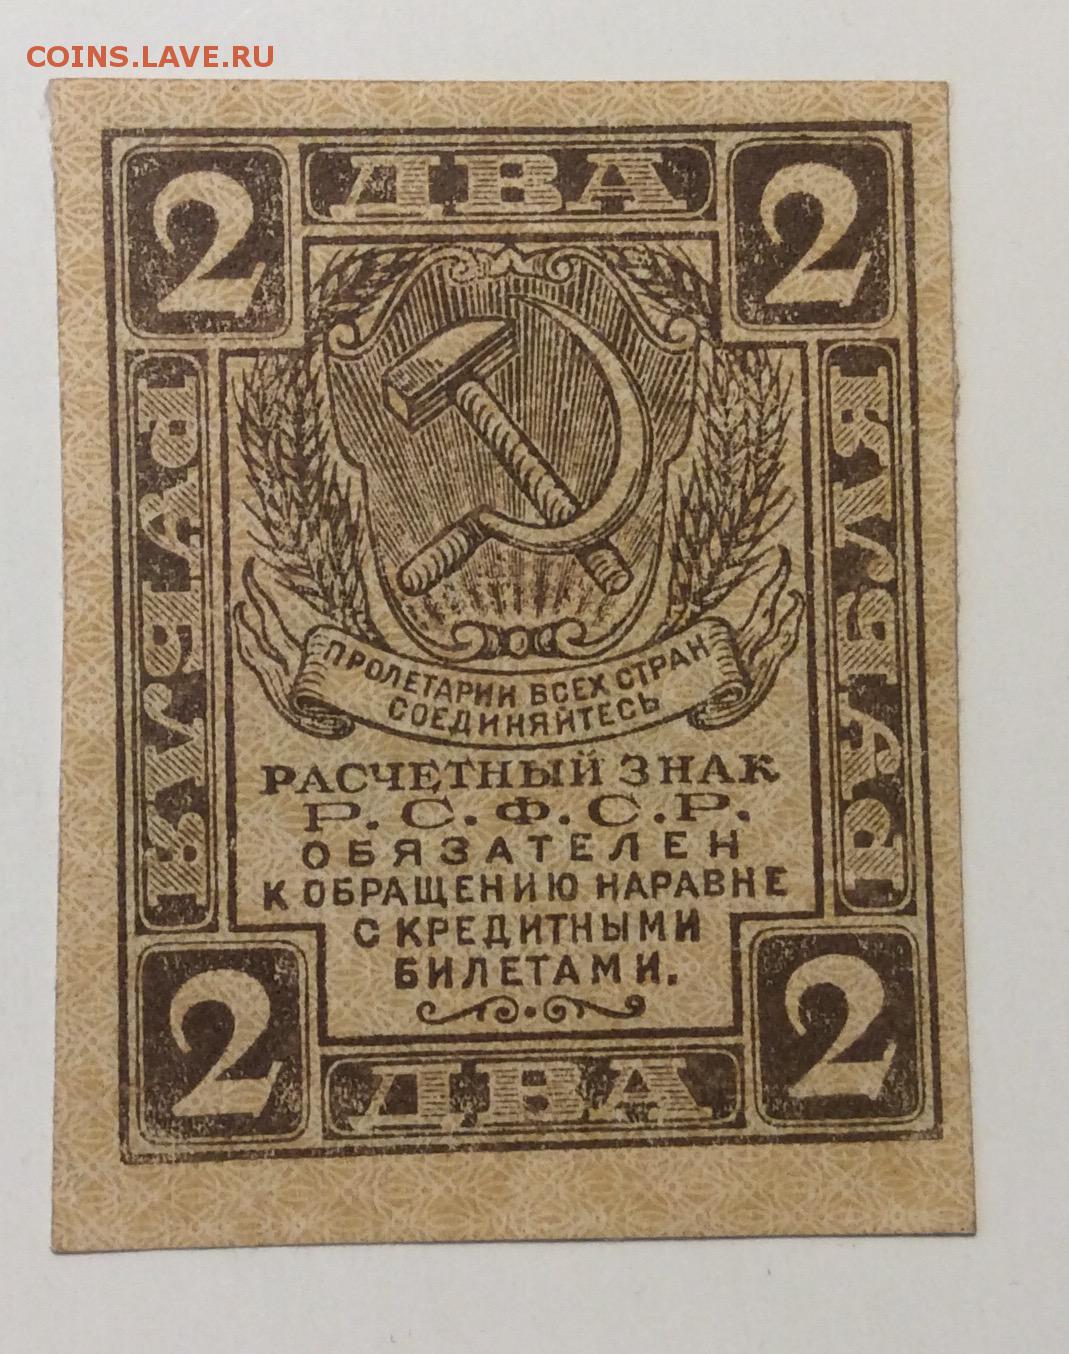 COINS.LAVE.RU
2 ДВА 2
РУБЛЯ
РУБЛЯ
ПРОЛЕТАРИИ ВСЕХ СТРАН
СОЕДИНЯЙТЕСЬ
РАСЧЕТНЫЙ ЗНАК
Р.С.Ф.С.Р.
ОБЯЗАТЕЛЕН
К ОБРАЩЕНИЮ НАРАВНЕ
С КРЕДИТНЫМИ
БИЛЕТАМИ.
2 ДВА 2